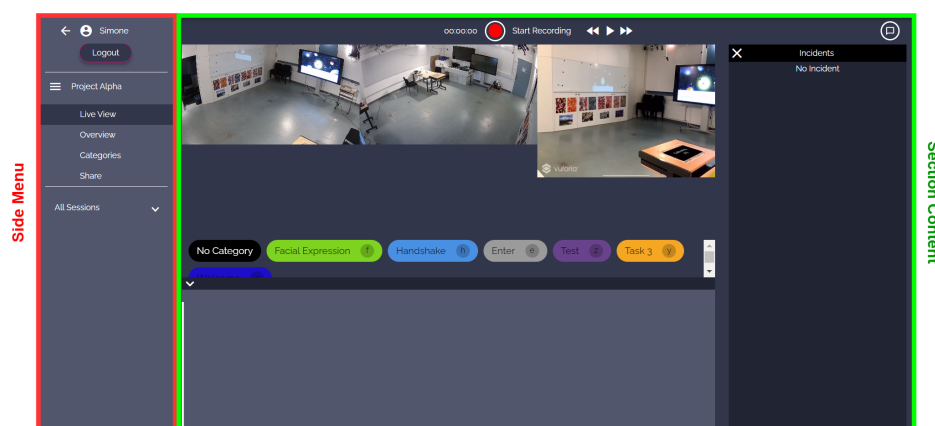 Simone
00:00:00
Start Recording
Logout
Incidents
No Incident
Project Alpha
Live View
Overview
Categories
Share
All Sessions
vuforia
No Category
Facial Expression f
Handshake h
Enter e
Test z
Task 3 y
Side Menu
Section Content